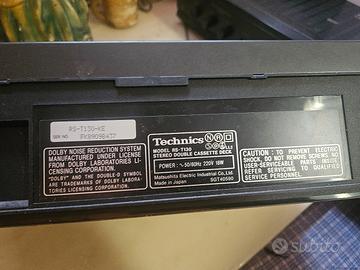 RS-T130-KE
SER NO.
DOLBY NOISE REDUCTION SYSTEM
MANUFACTURED UNDER LICENSE
FROM DOLBY LABORATORIES LI-
CENSING CORPORATION.
"DOLBY" AND THE DOUBLE-D SYMBOL
ARE TRADEMARKS OF DOLBY LABORA-
TORIES LICENSING CORPORATION.
Technics
MODEL RS-T130
STEREO DOUBLE CASSETTE DECK
POWER : ~ 50/60Hz 220V 18W
Matsushita Electric Industrial Co., Ltd.
Made in Japan
SGT40590
CAUTION : TO PREVENT ELECTRIC
SHOCK, DO NOT REMOVE SCREWS.
NO USER SERVICEABLE PARTS INSIDE
REFER SERVICING TO QUALIFIED
SERVICE PERSONNEL.
subito